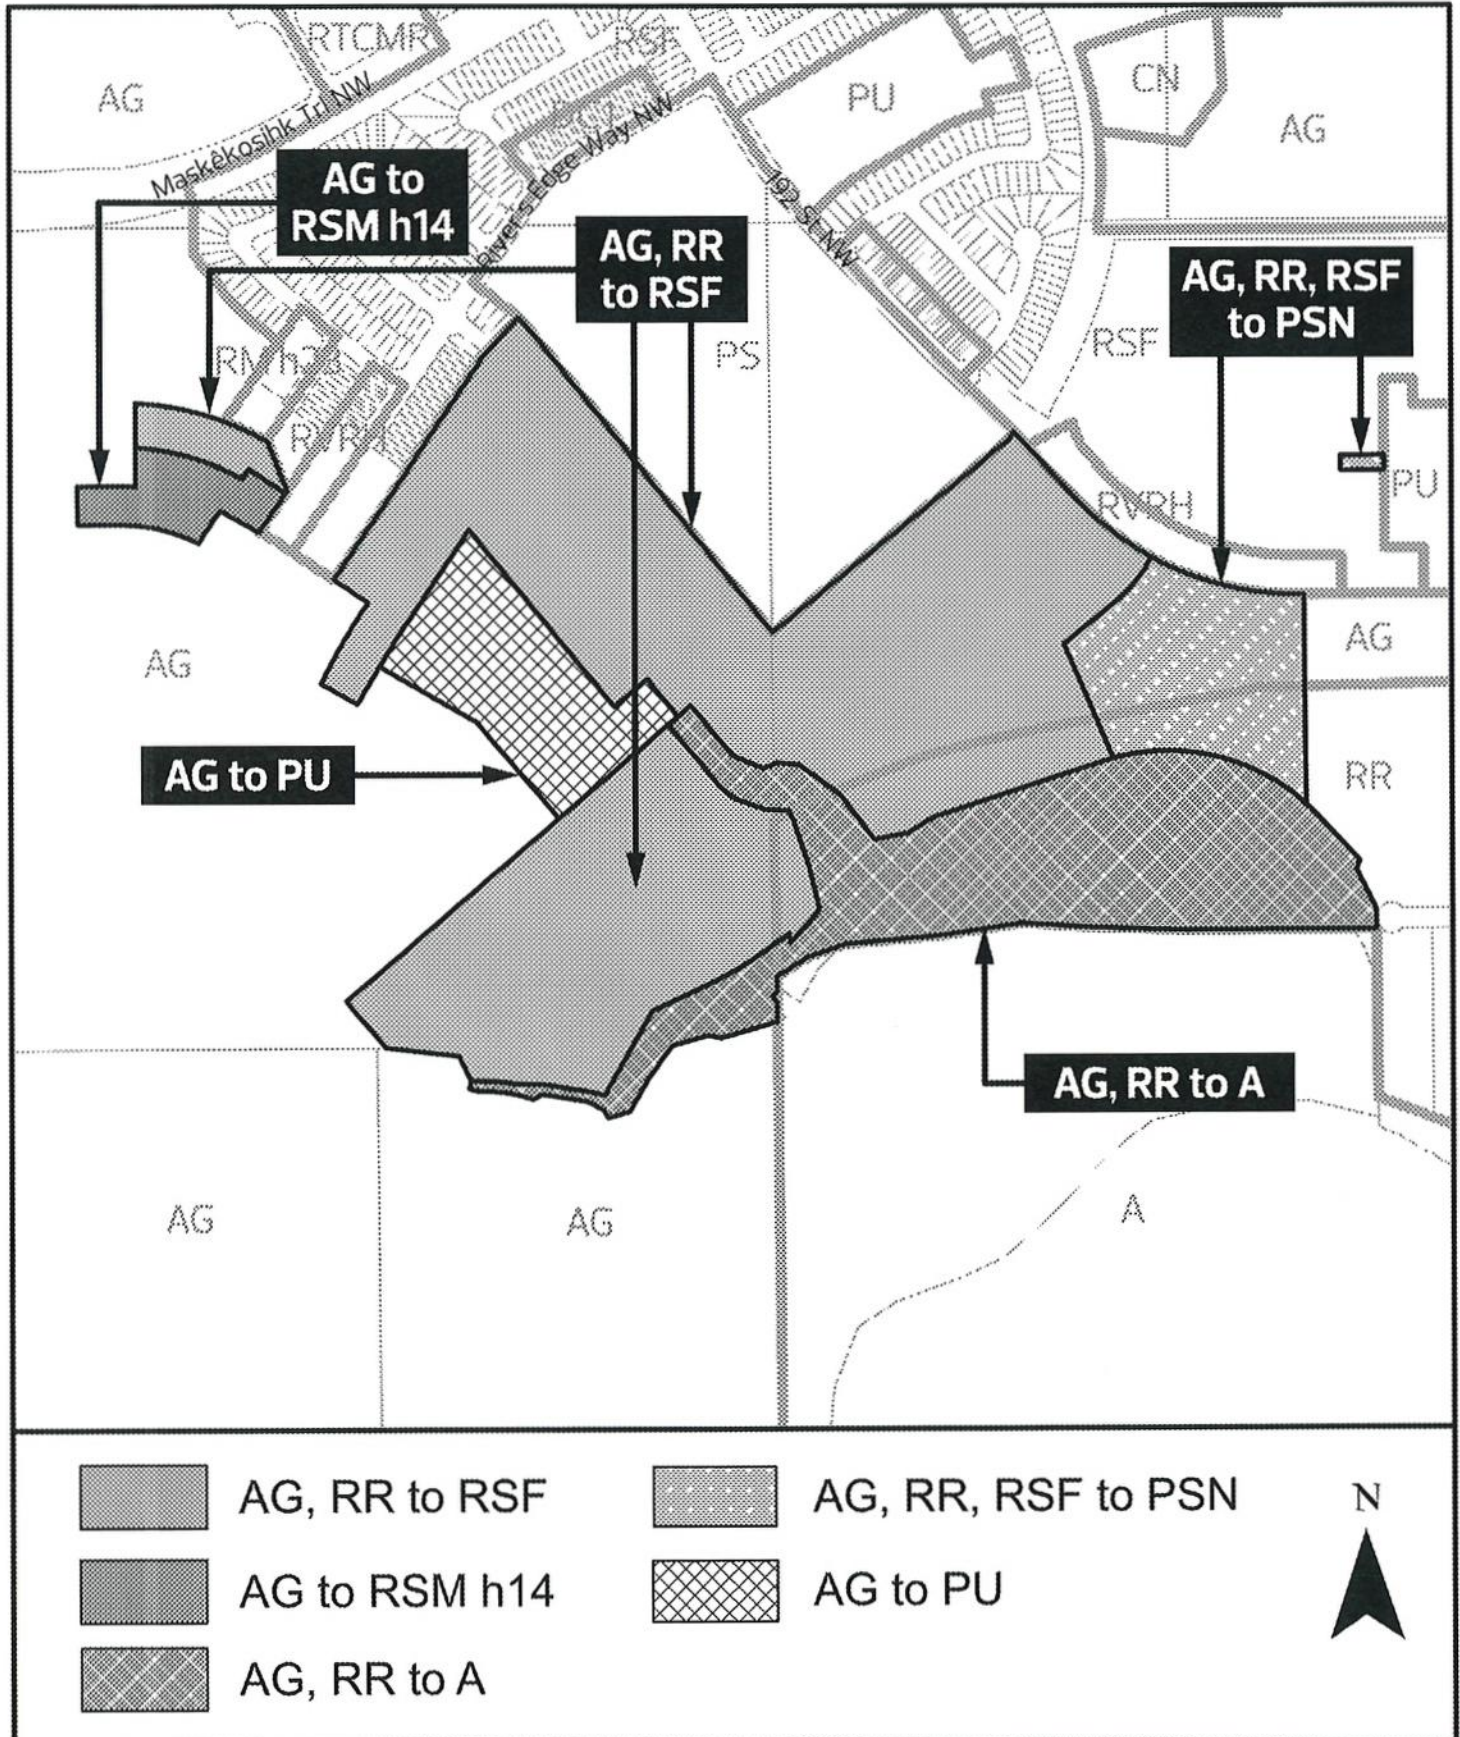 RTCMR
RSF
AG
PU
CN
AG
Maskêkosihk Trl NW
River's Edge Way NW
192 St NW
AG to
RSM h14
AG, RR
to RSF
AG, RR, RSF
to PSN
RSF
PS
RM h23
RVRH
RVRH
PU
AG
AG
RR
AG to PU
AG, RR to A
AG
AG
A
AG, RR to RSF
AG, RR, RSF to PSN
N
AG to RSM h14
AG to PU
AG, RR to A